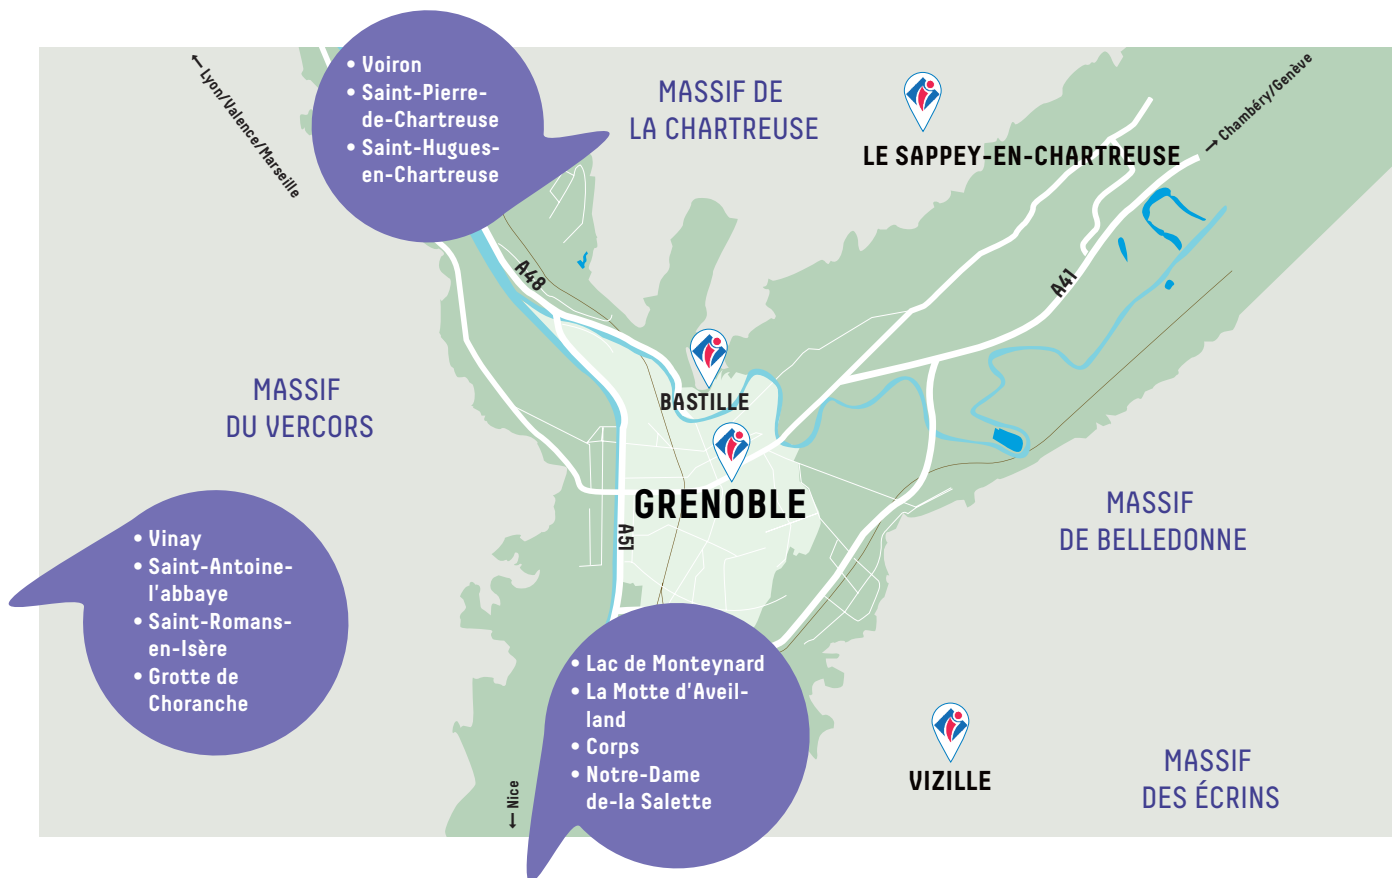 ← Lyon/Valence/Marseille
• Voiron
• Saint-Pierre-
de-Chartreuse
• Saint-Hugues-
en-Chartreuse
MASSIF DE
LA CHARTREUSE
LE SAPPEY-EN-CHARTREUSE
→ Chambéry/Genève
A48
A41
BASTILLE
MASSIF
DU VERCORS
GRENOBLE
A51
MASSIF
DE BELLEDONNE
• Vinay
• Saint-Antoine-
l'abbaye
• Saint-Romans-
en-Isère
• Grotte de
Choranche
• Lac de Monteynard
• La Motte d'Aveil-
land
• Corps
• Notre-Dame
de-la Salette
← Nice
VIZILLE
MASSIF
DES ÉCRINS